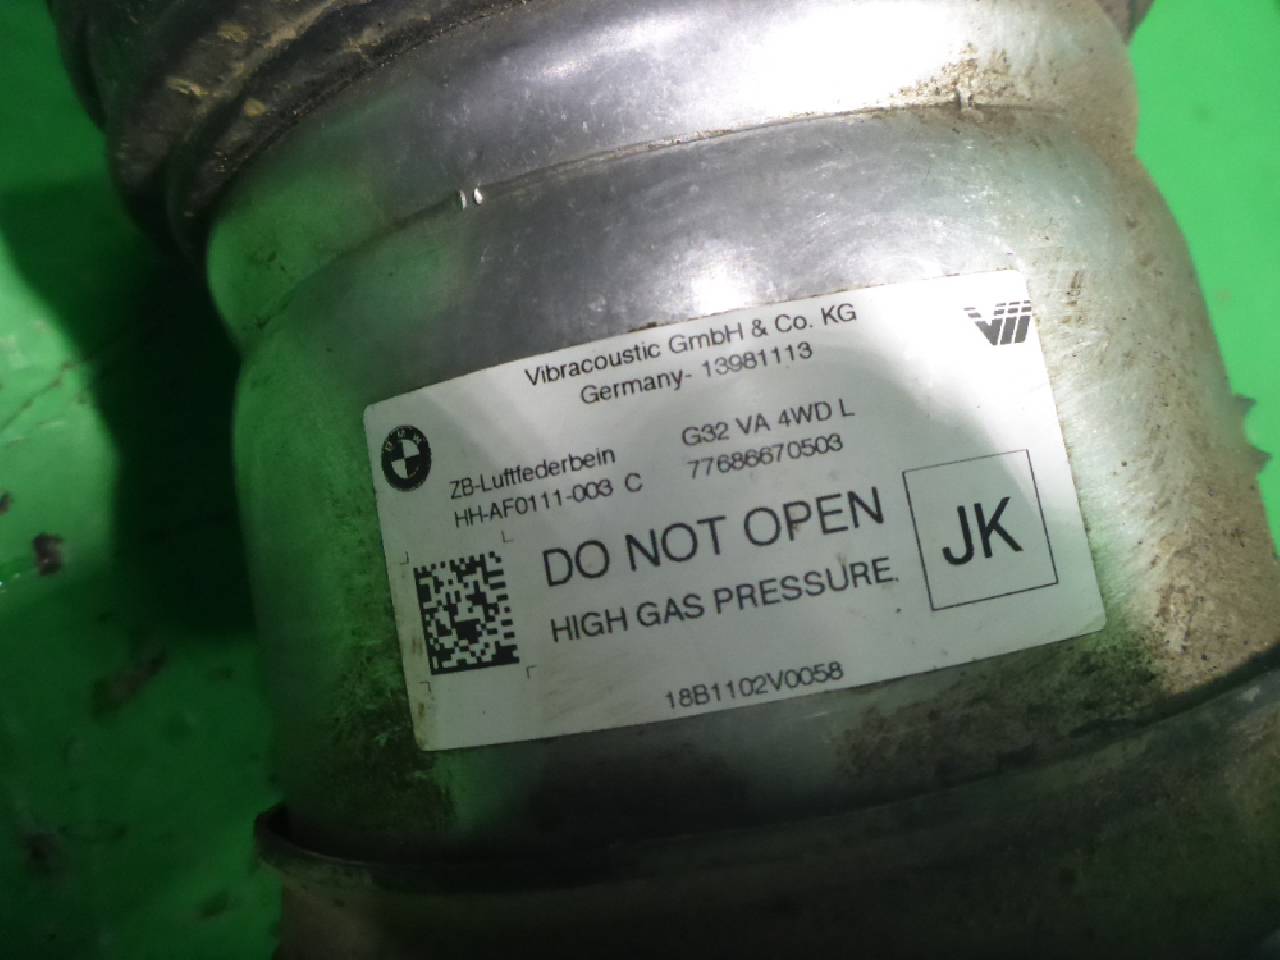 Vibracoustic GmbH & Co. KG
Germany- 13981113
BMW
ZB-Luftfederbein G32 VA 4WD L
HH-AF0111-003 C 77686670503
DO NOT OPEN
HIGH GAS PRESSURE.
JK
18B1102V0058